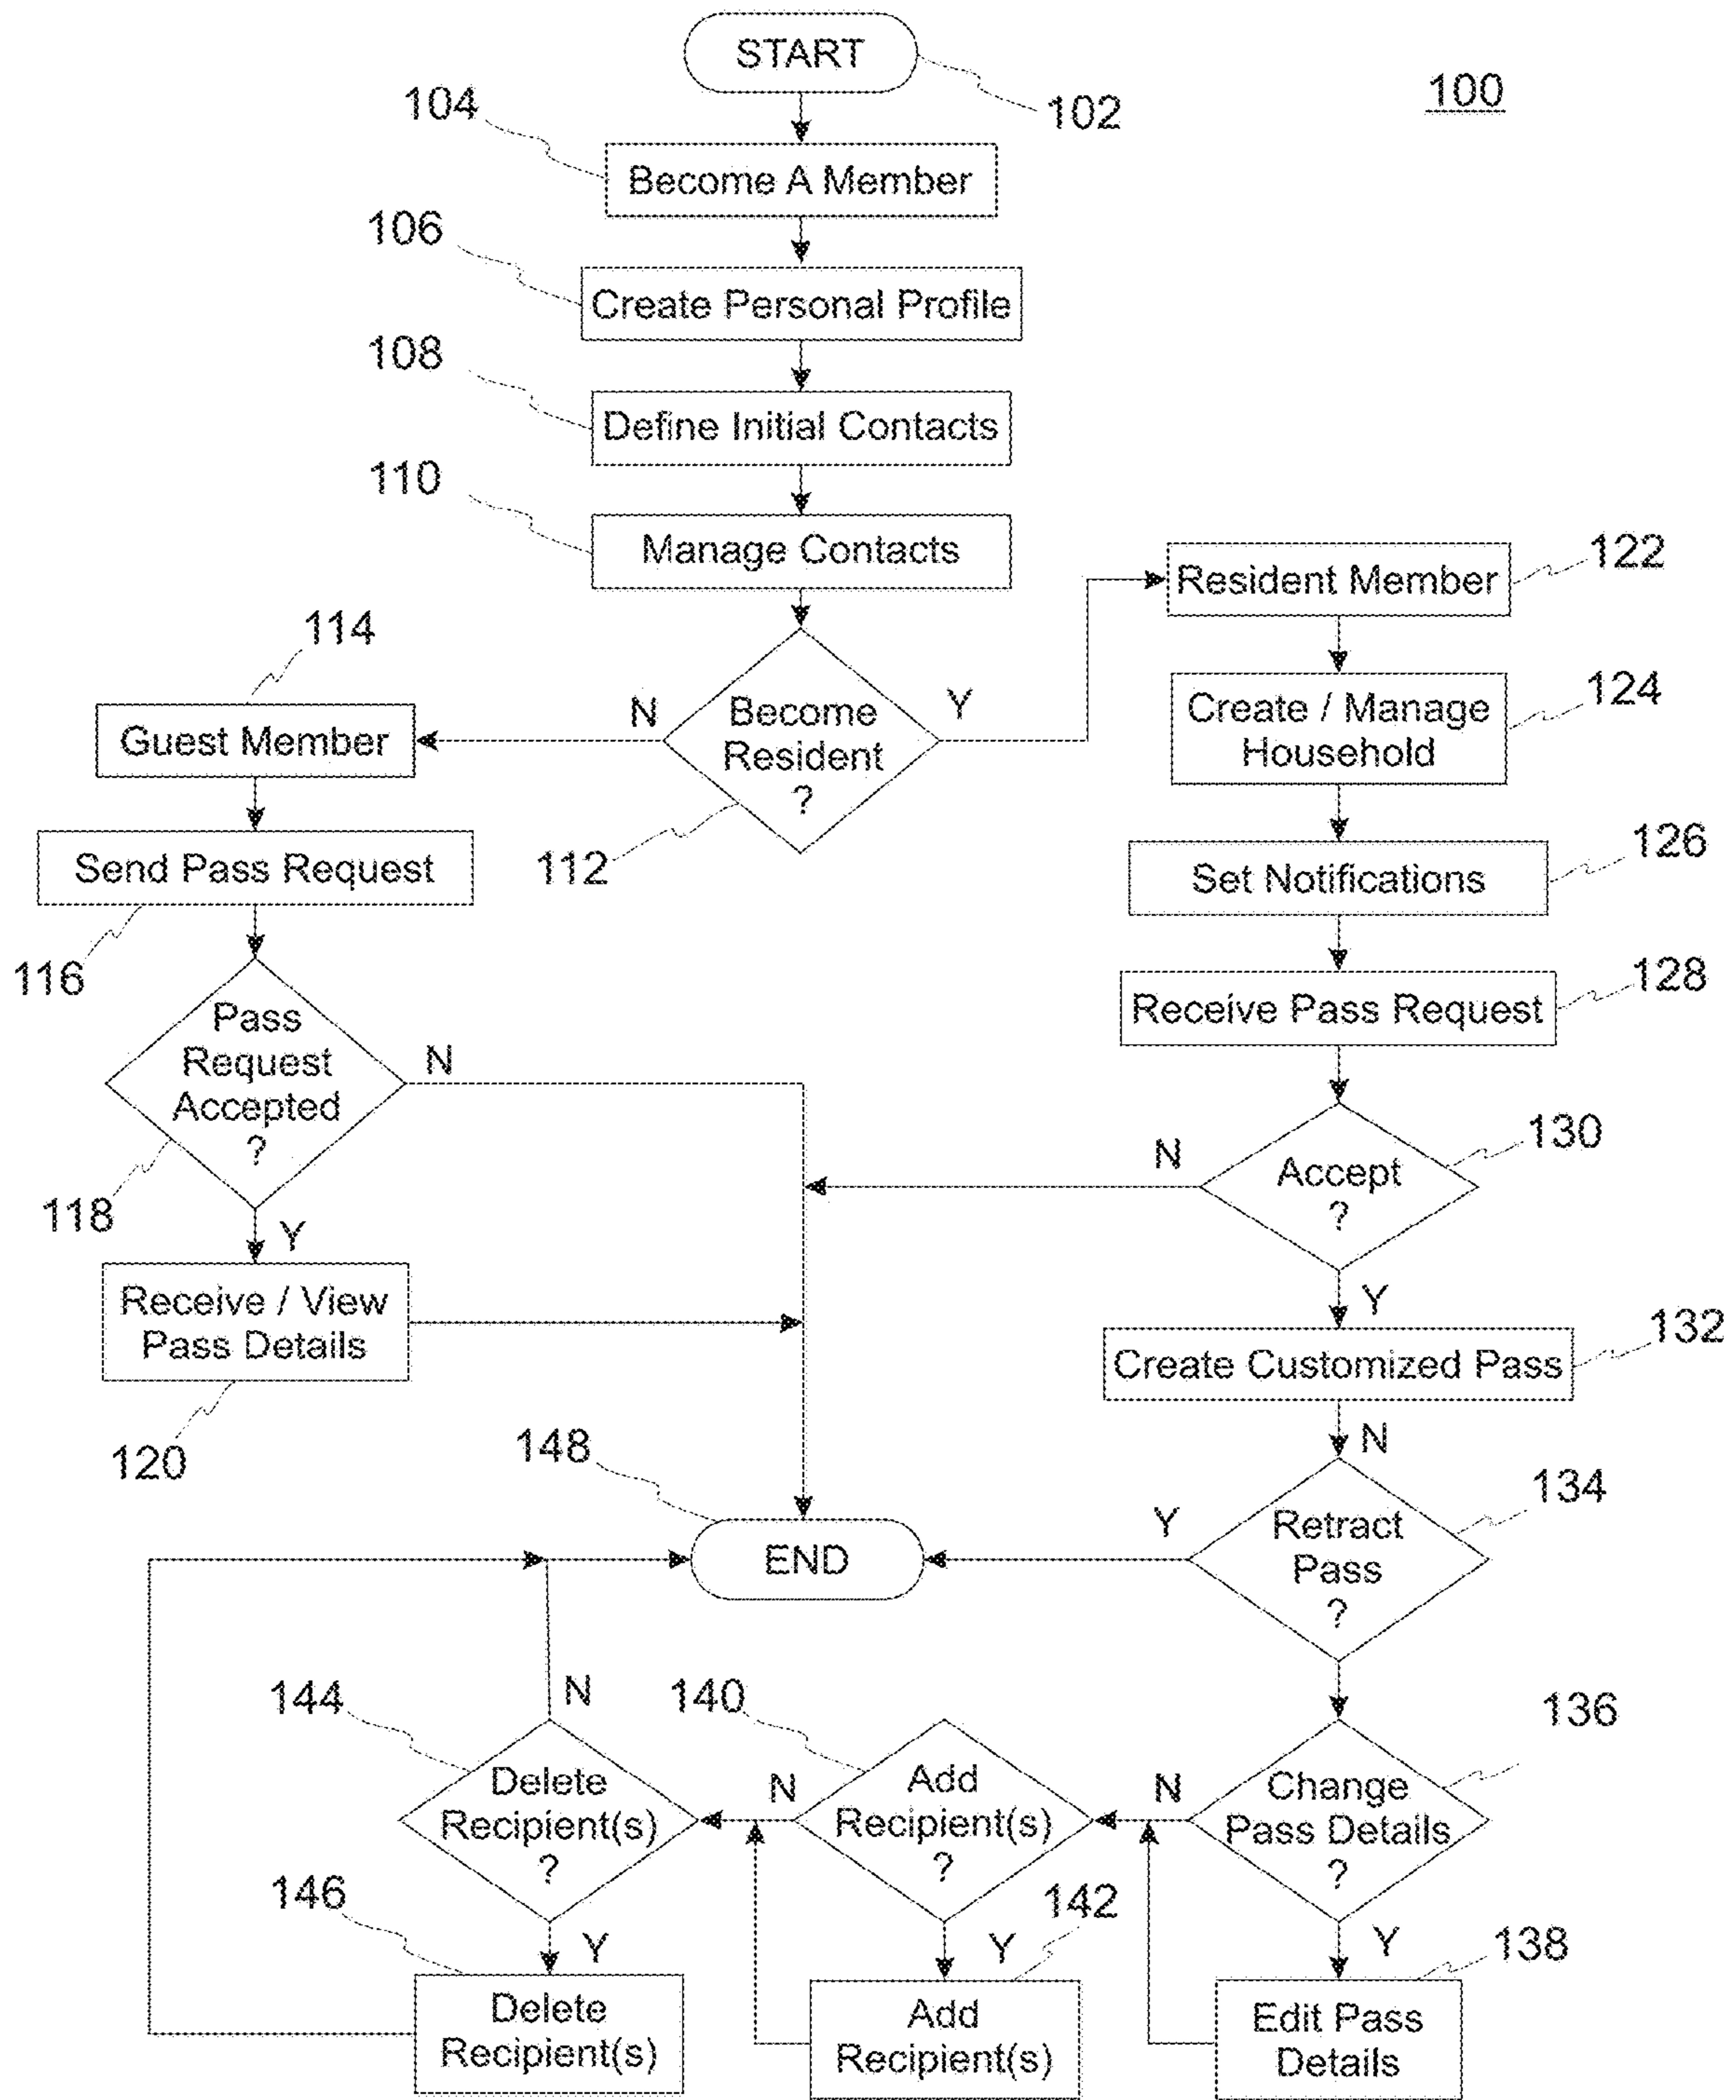 START
102
100
104
Become A Member
106
Create Personal Profile
108
Define Initial Contacts
110
Manage Contacts
Resident Member
122
114
N
Become
Resident
?
Y
112
Guest Member
Create / Manage
Household
124
Send Pass Request
116
Set Notifications
126
Receive Pass Request
128
Pass
Request
Accepted
?
N
118
Y
Accept
?
N
130
Y
Receive / View
Pass Details
120
Create Customized Pass
132
N
148
END
Y
Retract
Pass
?
134
144
N
Delete
Recipient(s)
?
Y
140
N
Add
Recipient(s)
?
Y
136
N
Change
Pass Details
?
Y
146
Delete
Recipient(s)
142
Add
Recipient(s)
138
Edit Pass
Details